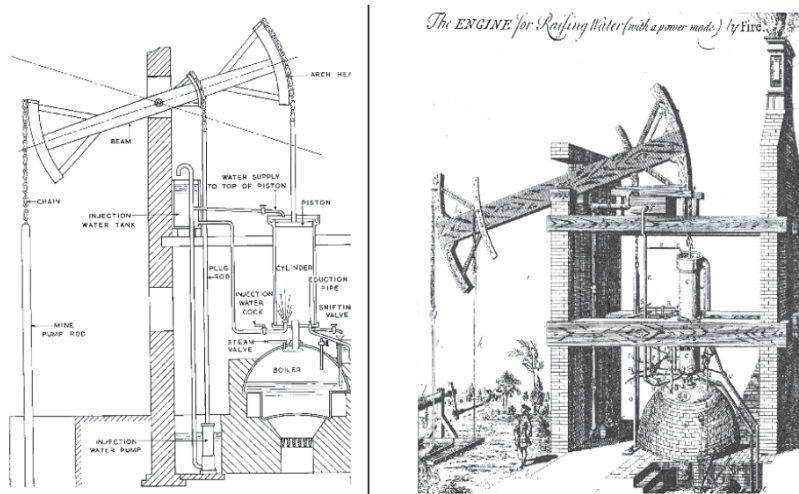 The ENGINE for Raising Water (with a power made) by Fire.
ARCH HEA
BEAM
WATER SUPPLY
TO TOP OF PISTON
CHAIN
PISTON
INJECTION
WATER TANK
CYLINDER
EDUCTION
PIPE
PLUG
ROD
INJECTION
WATER
COCK
SNIFTIN
VALVE
MINE
PUMP ROD
STEAM
VALVE
BOILER
INJECTION
WATER PUMP